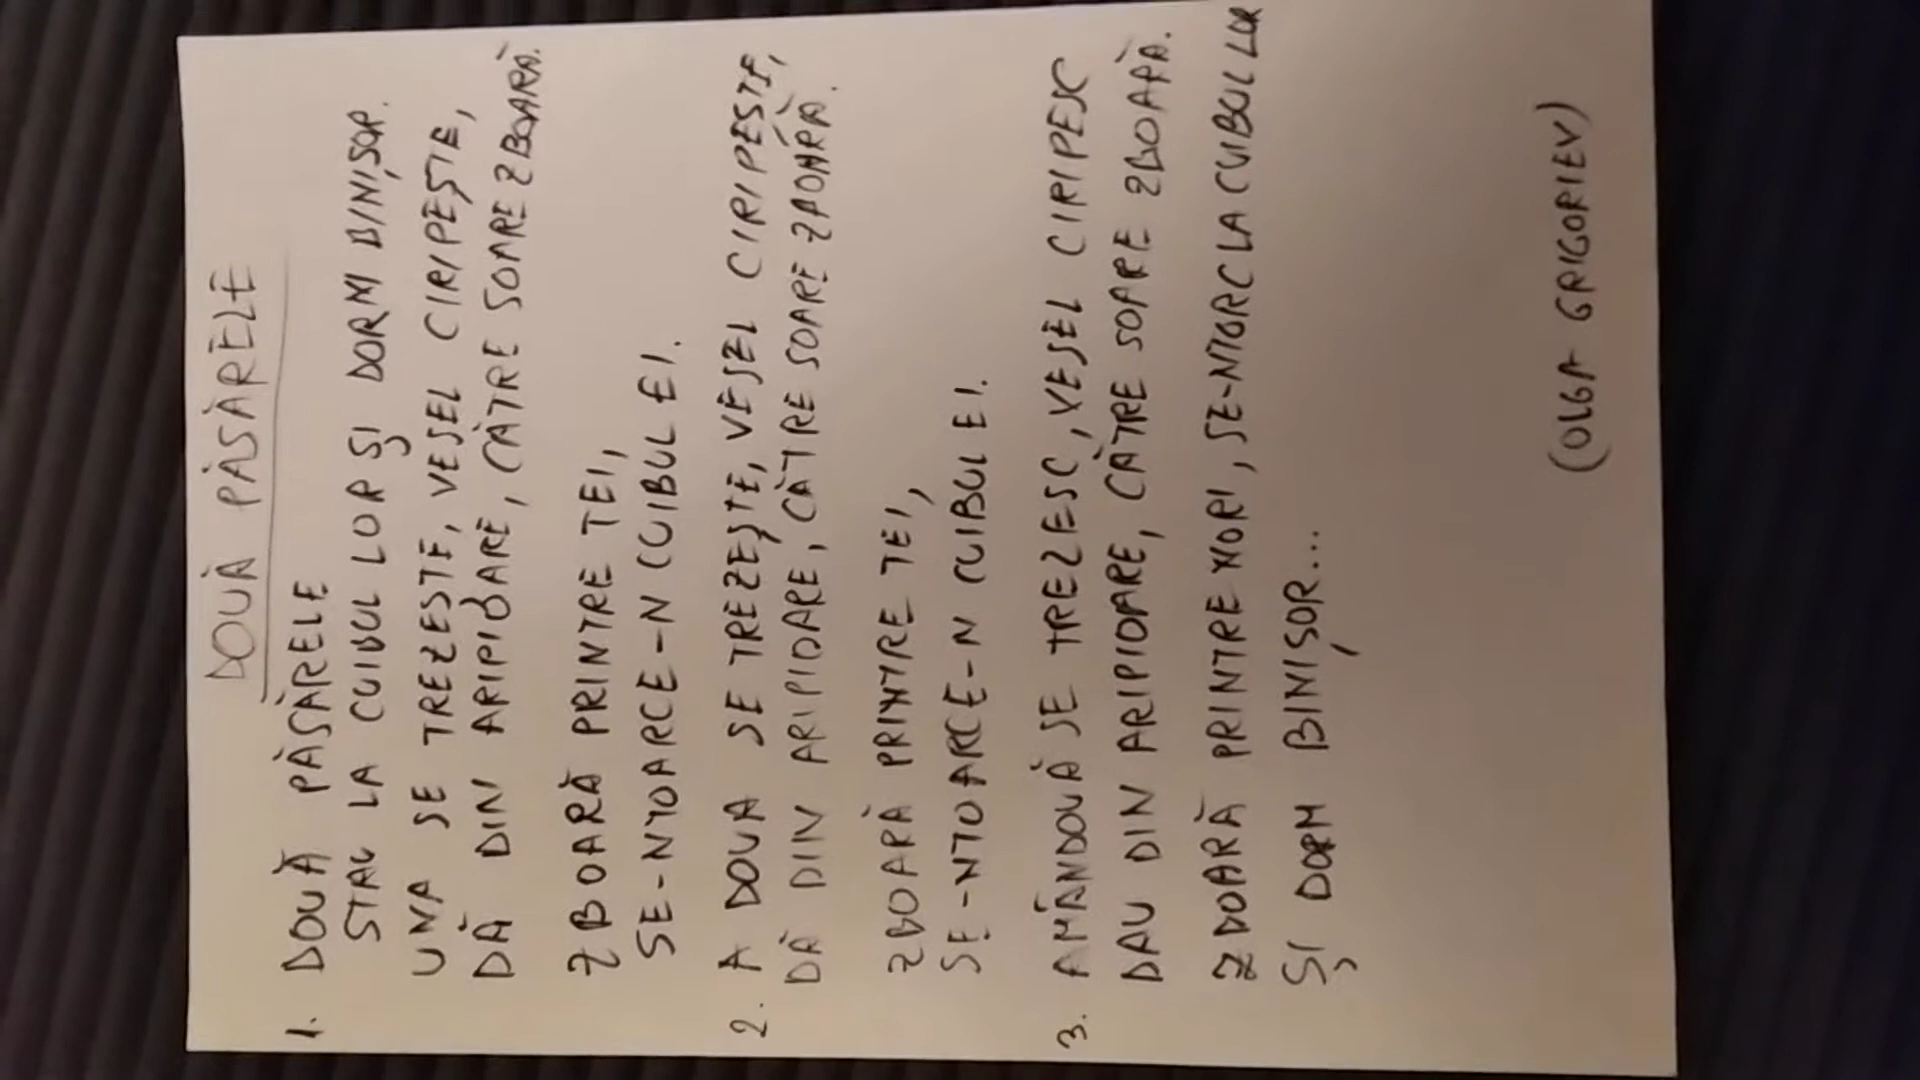 DOUĂ PĂSĂRELE
1. DOUĂ PĂSĂRELE
STAU LA CUIBUL LOR ȘI DORM BINIȘOR.
UNA SE TREZESTE, VESEL CIRIPEȘTE,
DĂ DIN ARIPIOARE, CĂTRE SOARE ZBOARĂ.
ZBOARĂ PRINTRE TEI,
SE-NTOARCE-N CUIBUL EI.
2. A DOUA SE TREZEȘTE, VESEL CIRIPEȘTE,
DĂ DIN ARIPIOARE, CĂTRE SOARE ZBOARĂ.
ZBOARĂ PRINTRE TEI,
SE-NTOARCE-N CUIBUL EI.
3. AMÂNDOUĂ SE TREZESC, VESEL CIRIPESC
DAU DIN ARIPIOARE, CĂTRE SOARE ZBOARĂ.
ZBOARĂ PRINTRE NORI, SE-NTORC LA CUIBUL LOR
ȘI DORM BINIȘOR...
(OLGA GRIGORIEV)